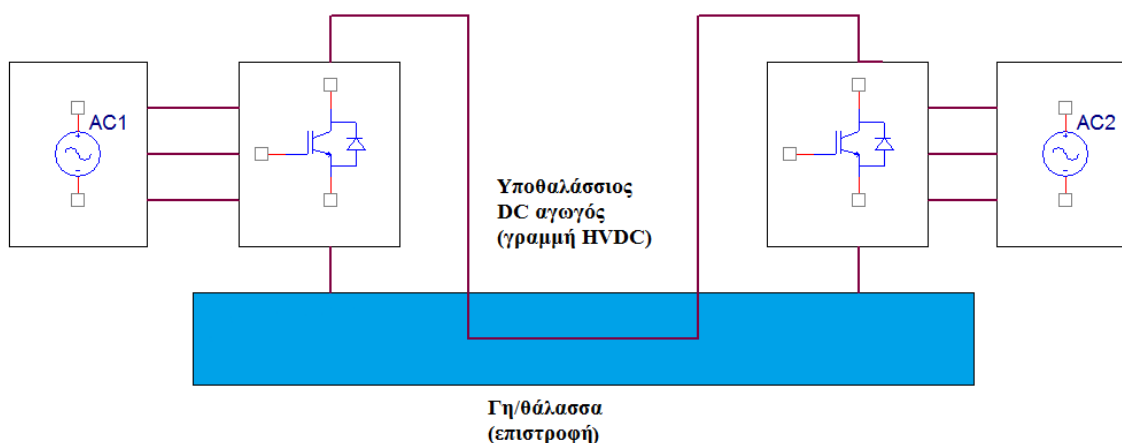 AC1
AC2
Υποθαλάσσιος
DC αγωγός
(γραμμή HVDC)
Γη/θάλασσα
(επιστροφή)